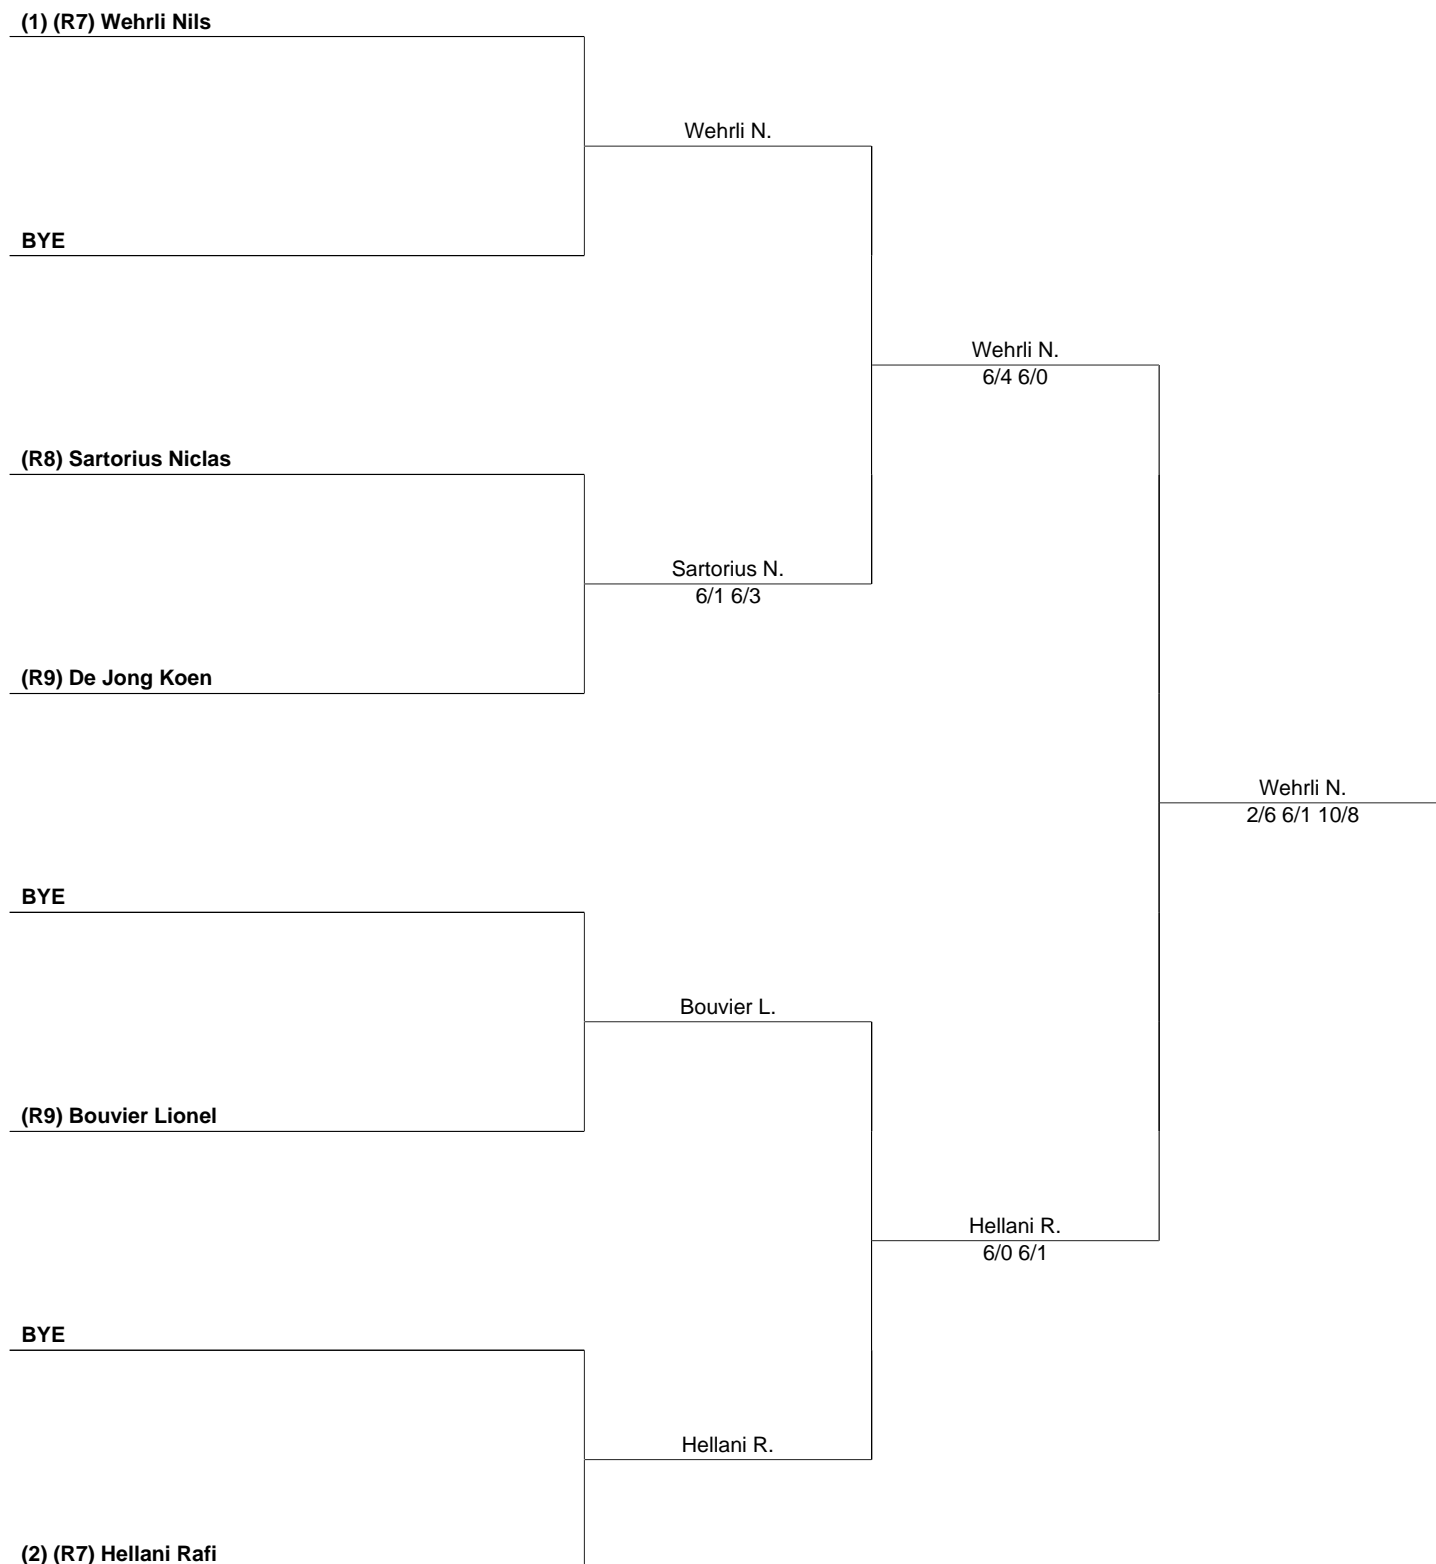 (1) (R7) Wehrli Nils
Wehrli N.
BYE
Wehrli N.
6/4 6/0
(R8) Sartorius Niclas
Sartorius N.
6/1 6/3
(R9) De Jong Koen
Wehrli N.
2/6 6/1 10/8
BYE
Bouvier L.
(R9) Bouvier Lionel
Hellani R.
6/0 6/1
BYE
Hellani R.
(2) (R7) Hellani Rafi